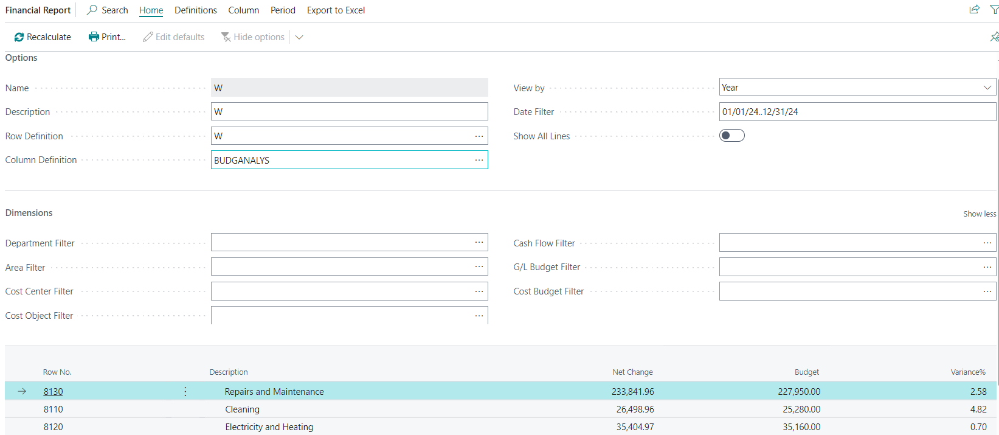 Financial Report Search Home Definitions Column Period Export to Excel
Recalculate Print... Edit defaults Hide options
Options
Name W View by Year
Description W Date Filter 01/01/24..12/31/24
Row Definition W ... Show All Lines
Column Definition BUDGANALYS ...
Dimensions Show less
Department Filter ... Cash Flow Filter ...
Area Filter ... G/L Budget Filter ...
Cost Center Filter ... Cost Budget Filter ...
Cost Object Filter ...
Row No. Description Net Change Budget Variance%
8130 Repairs and Maintenance 233,841.96 227,950.00 2.58
8110 Cleaning 26,498.96 25,280.00 4.82
8120 Electricity and Heating 35,404.97 35,160.00 0.70